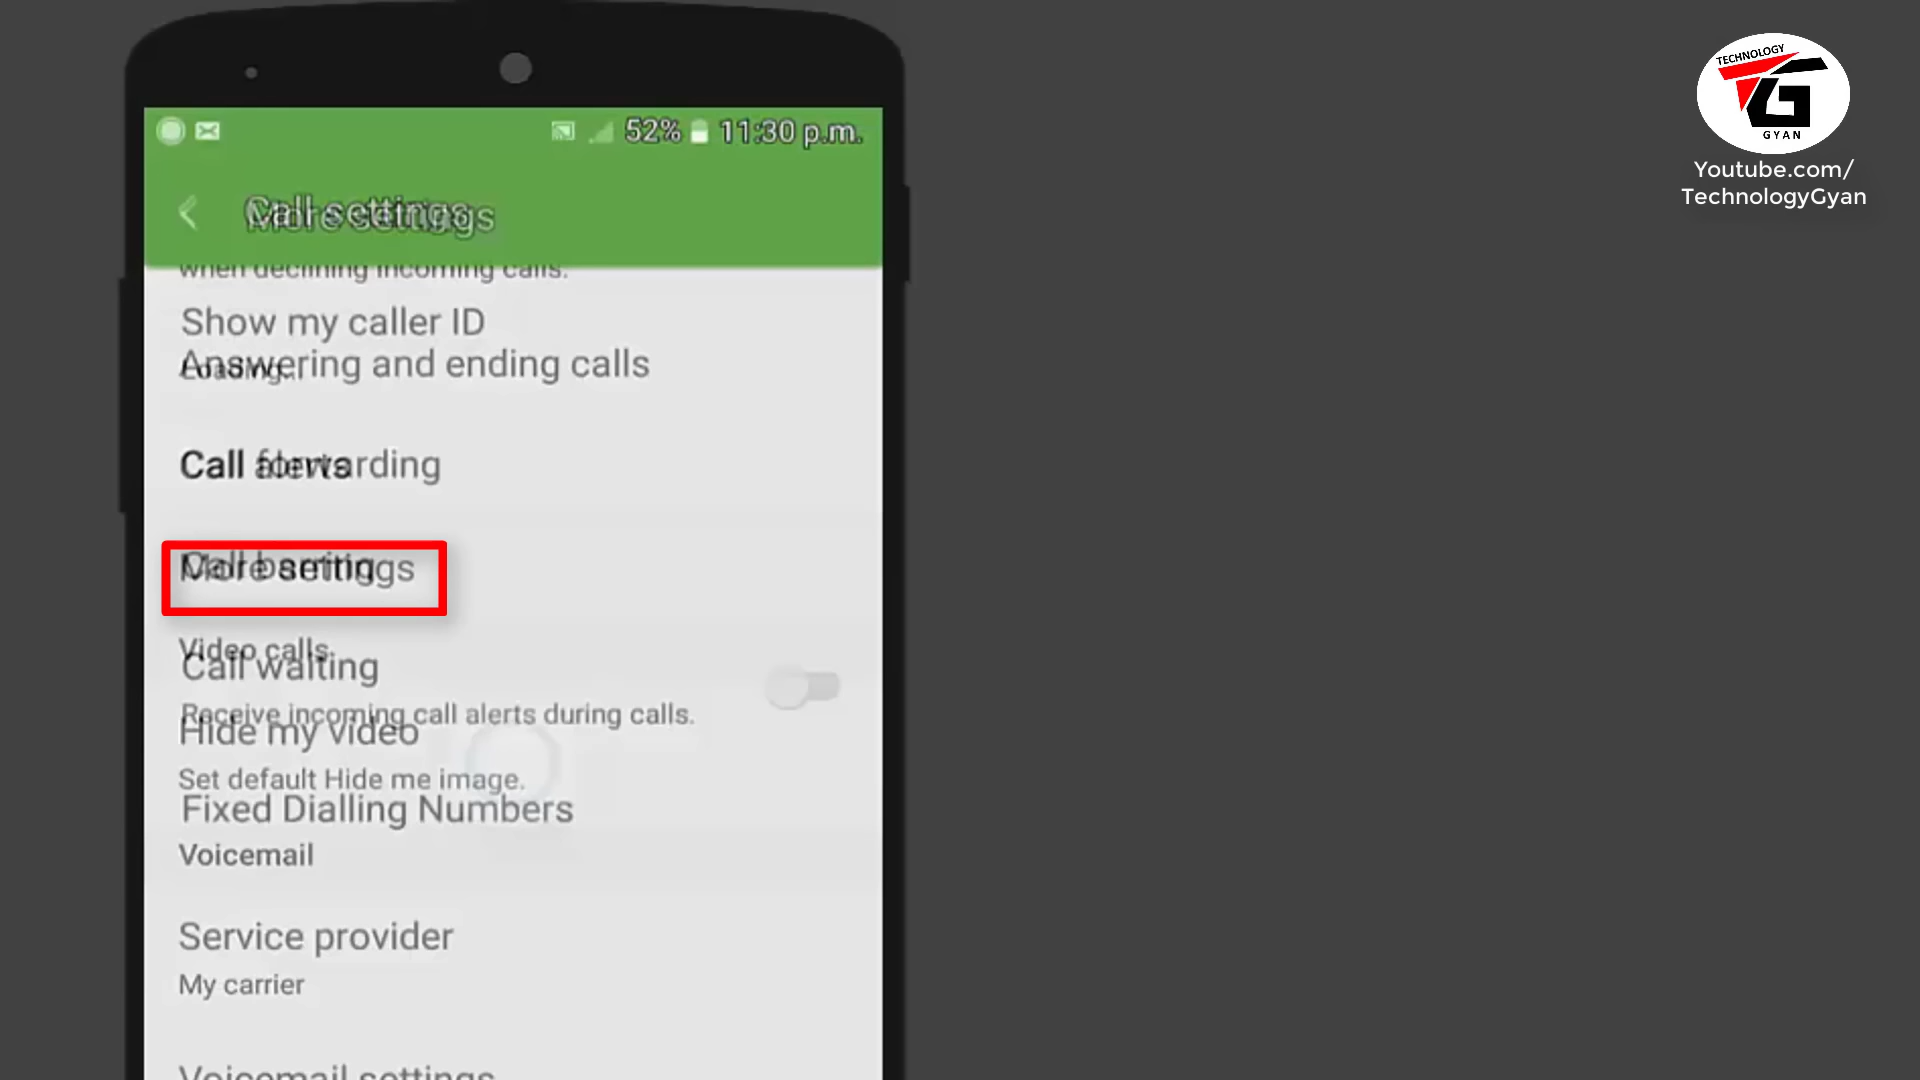 TECHNOLOGY
GYAN
Youtube.com/
TechnologyGyan
52% 11:30 p.m.
Call settings
More settings
when declining incoming calls.
Show my caller ID
Loading...
Answering and ending calls
Call alerts
Call forwarding
Call barring
More settings
Video calls
Call waiting
Receive incoming call alerts during calls.
Hide my video
Set default Hide me image.
Fixed Dialling Numbers
Voicemail
Service provider
My carrier
Voicemail settings